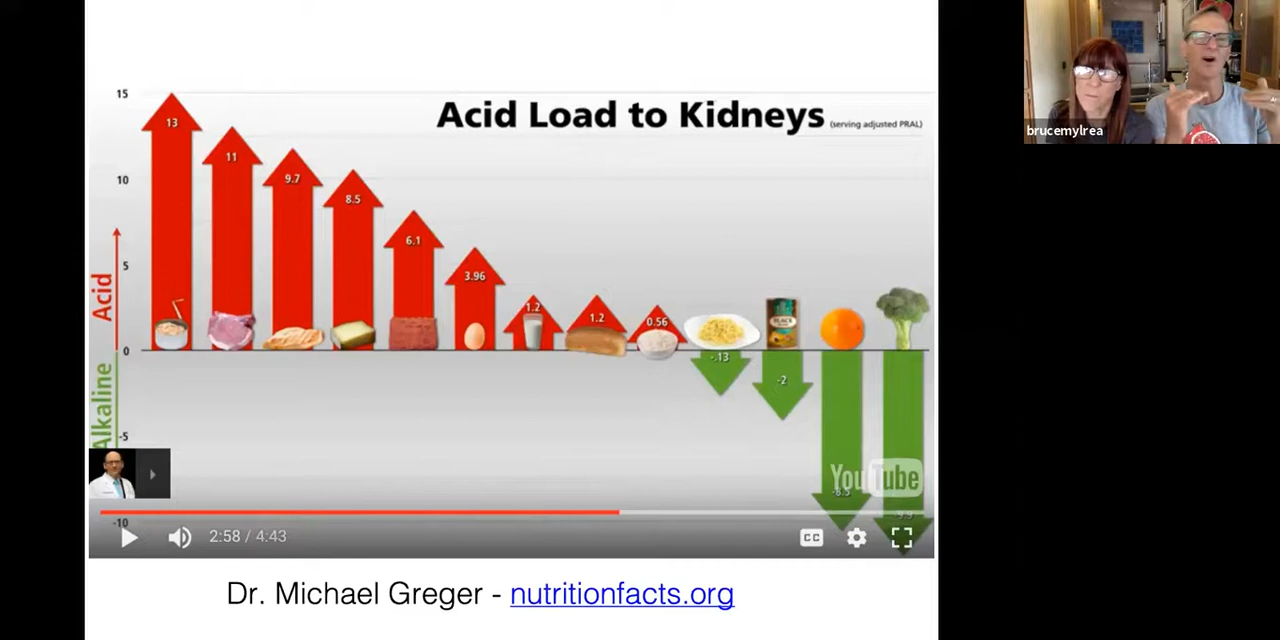 Acid Load to Kidneys (serving adjusted PRAL)
15
10
5
0
-5
-10
Acid
Alkaline
13
11
9.7
8.5
6.1
3.96
1.2
1.2
0.56
-.13
-2
-8.5
BLACK
YouTube
2:58 / 4:43
CC
Dr. Michael Greger - nutritionfacts.org
brucemylrea